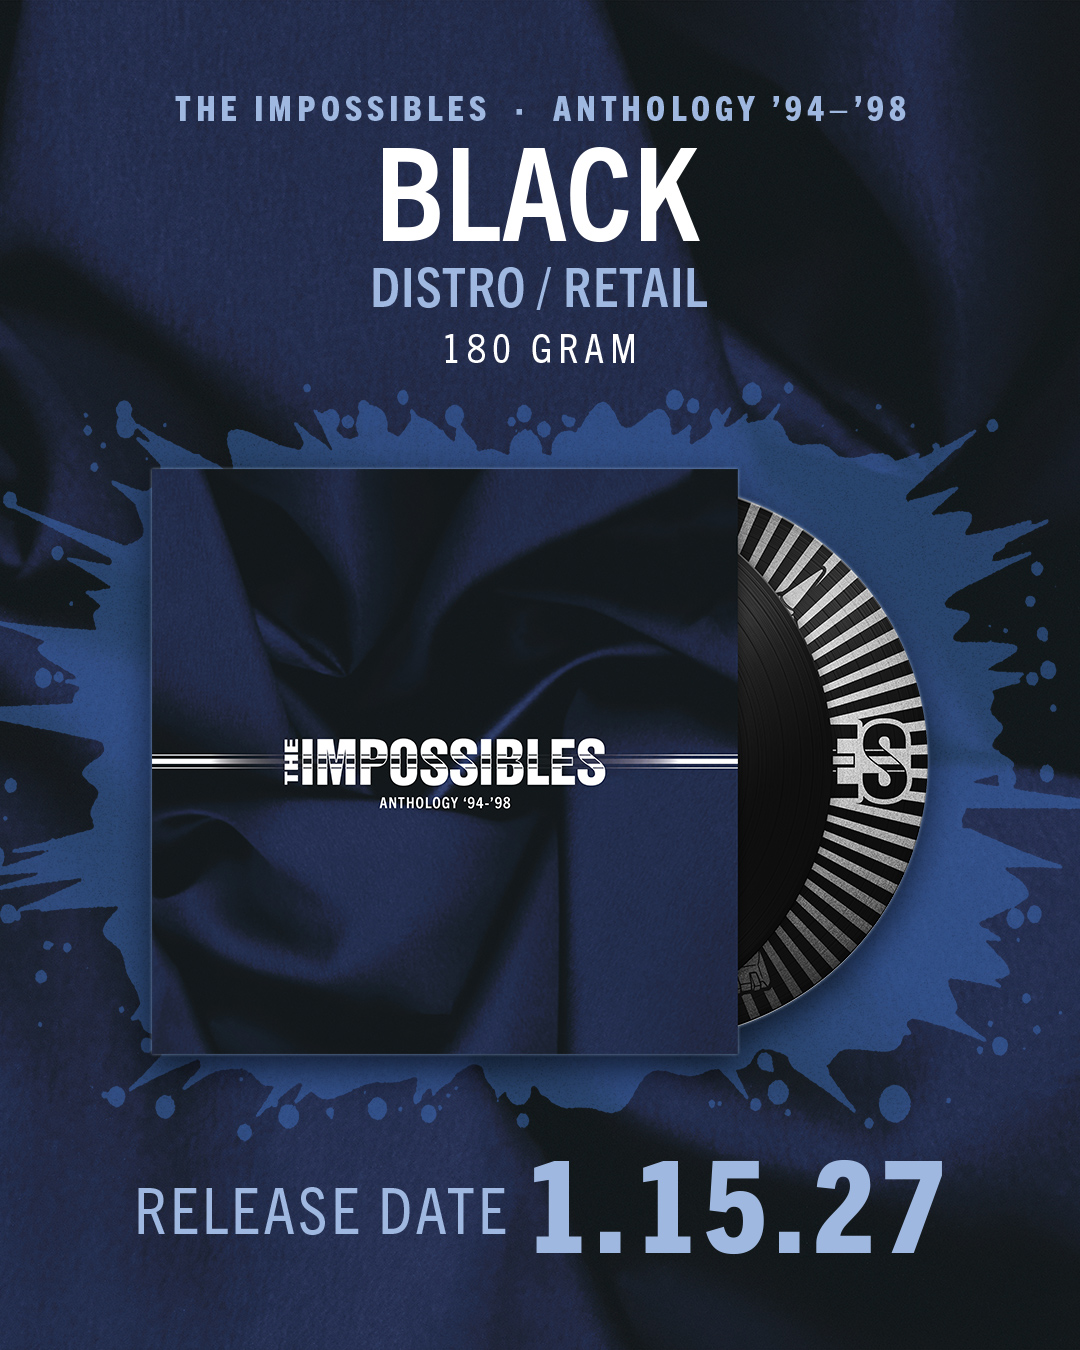 THE IMPOSSIBLES · ANTHOLOGY ’94–’98
BLACK
DISTRO / RETAIL
180 GRAM
THE IMPOSSIBLES
ANTHOLOGY ‘94-’98
ES
RELEASE DATE 1.15.27